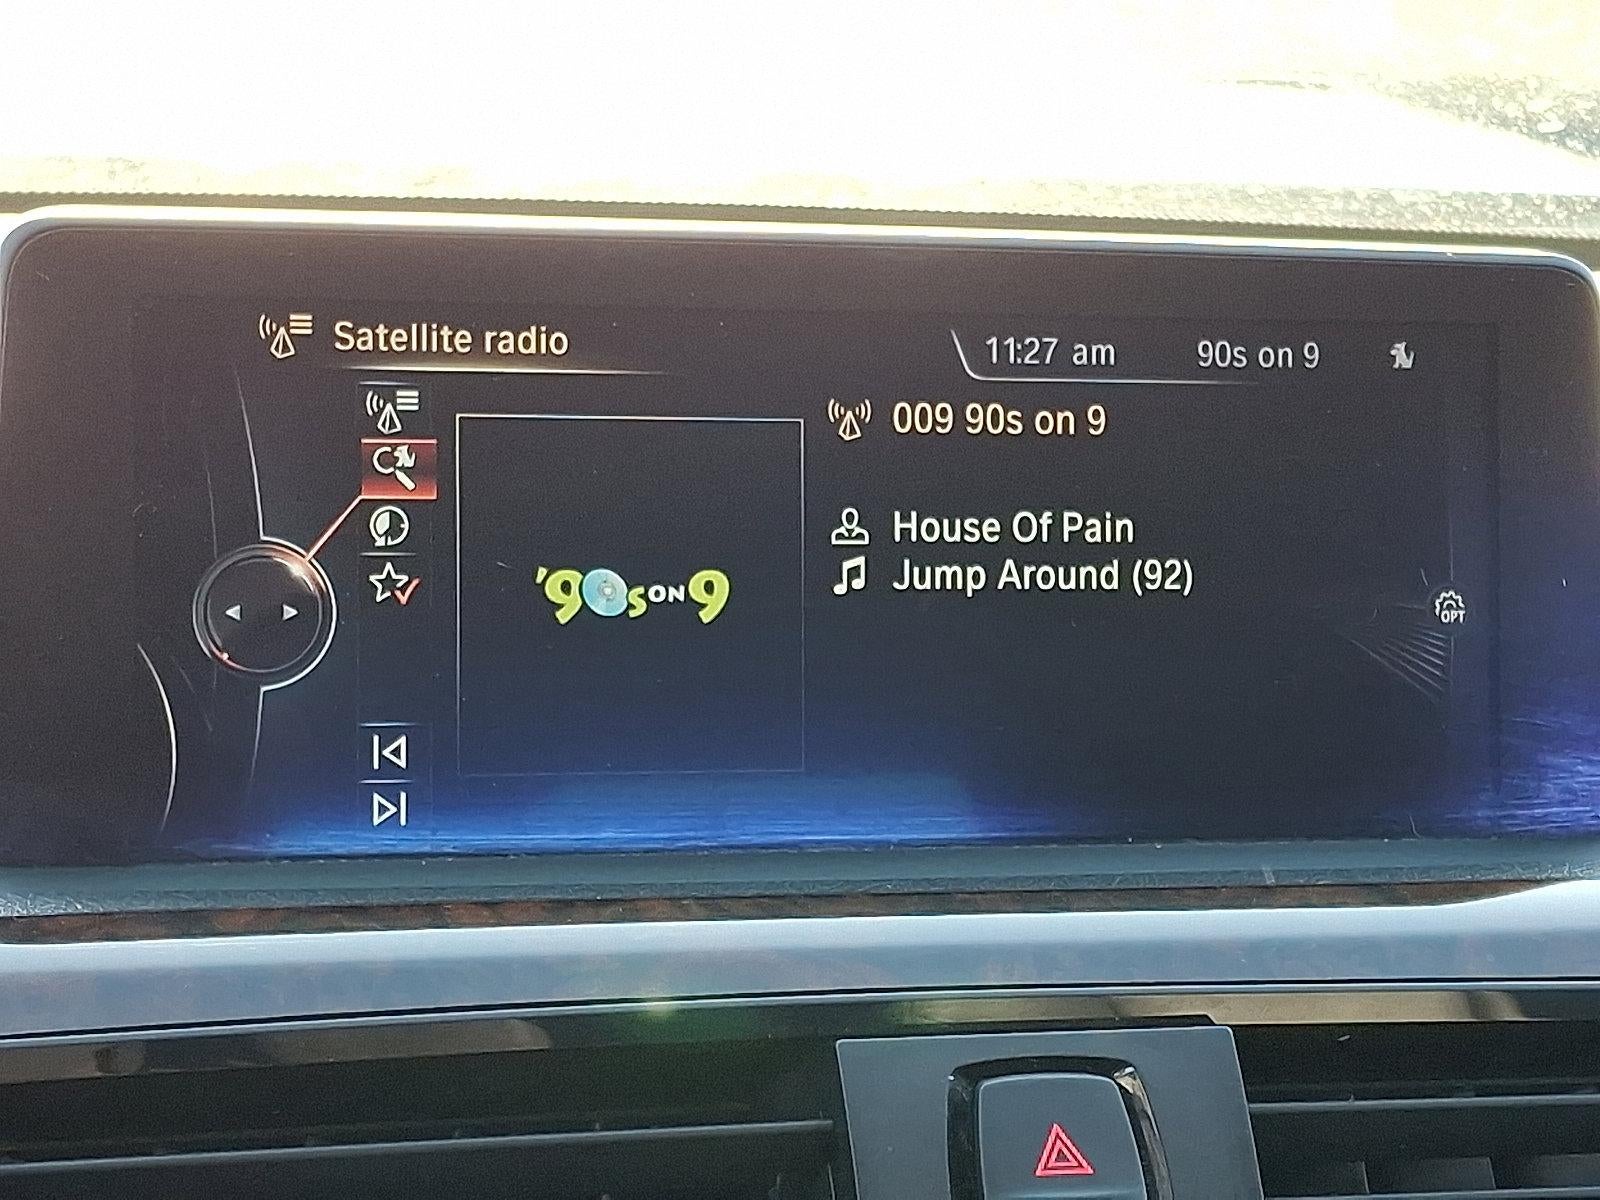 Satellite radio
11:27 am 90s on 9
009 90s on 9
House Of Pain
Jump Around (92)
'90s ON 9
OPT